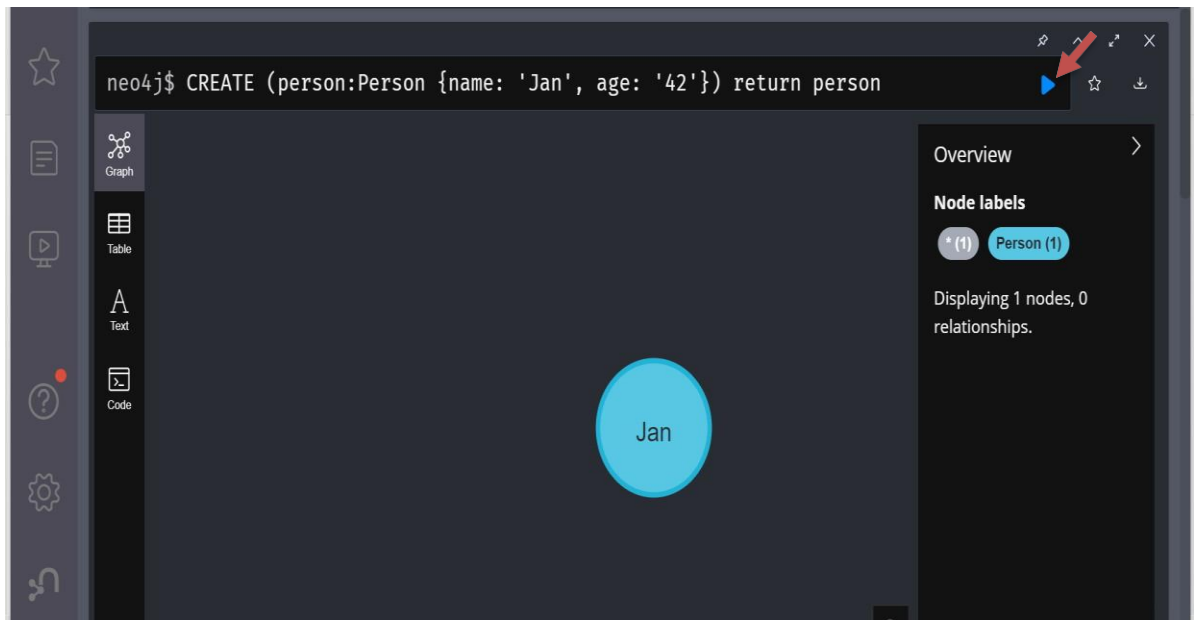 neo4j$ CREATE (person:Person {name: 'Jan', age: '42'}) return person
Graph
Table
Text
Code
Jan
Overview
Node labels
* (1) Person (1)
Displaying 1 nodes, 0
relationships.